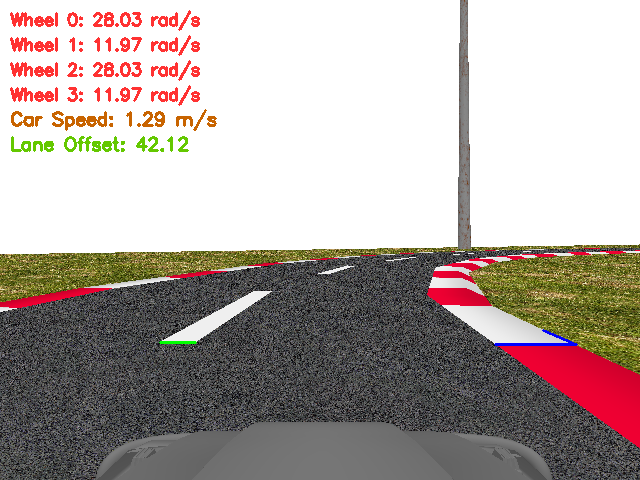 Wheel 0: 28.03 rad/s
Wheel 1: 11.97 rad/s
Wheel 2: 28.03 rad/s
Wheel 3: 11.97 rad/s
Car Speed: 1.29 m/s
Lane Offset: 42.12